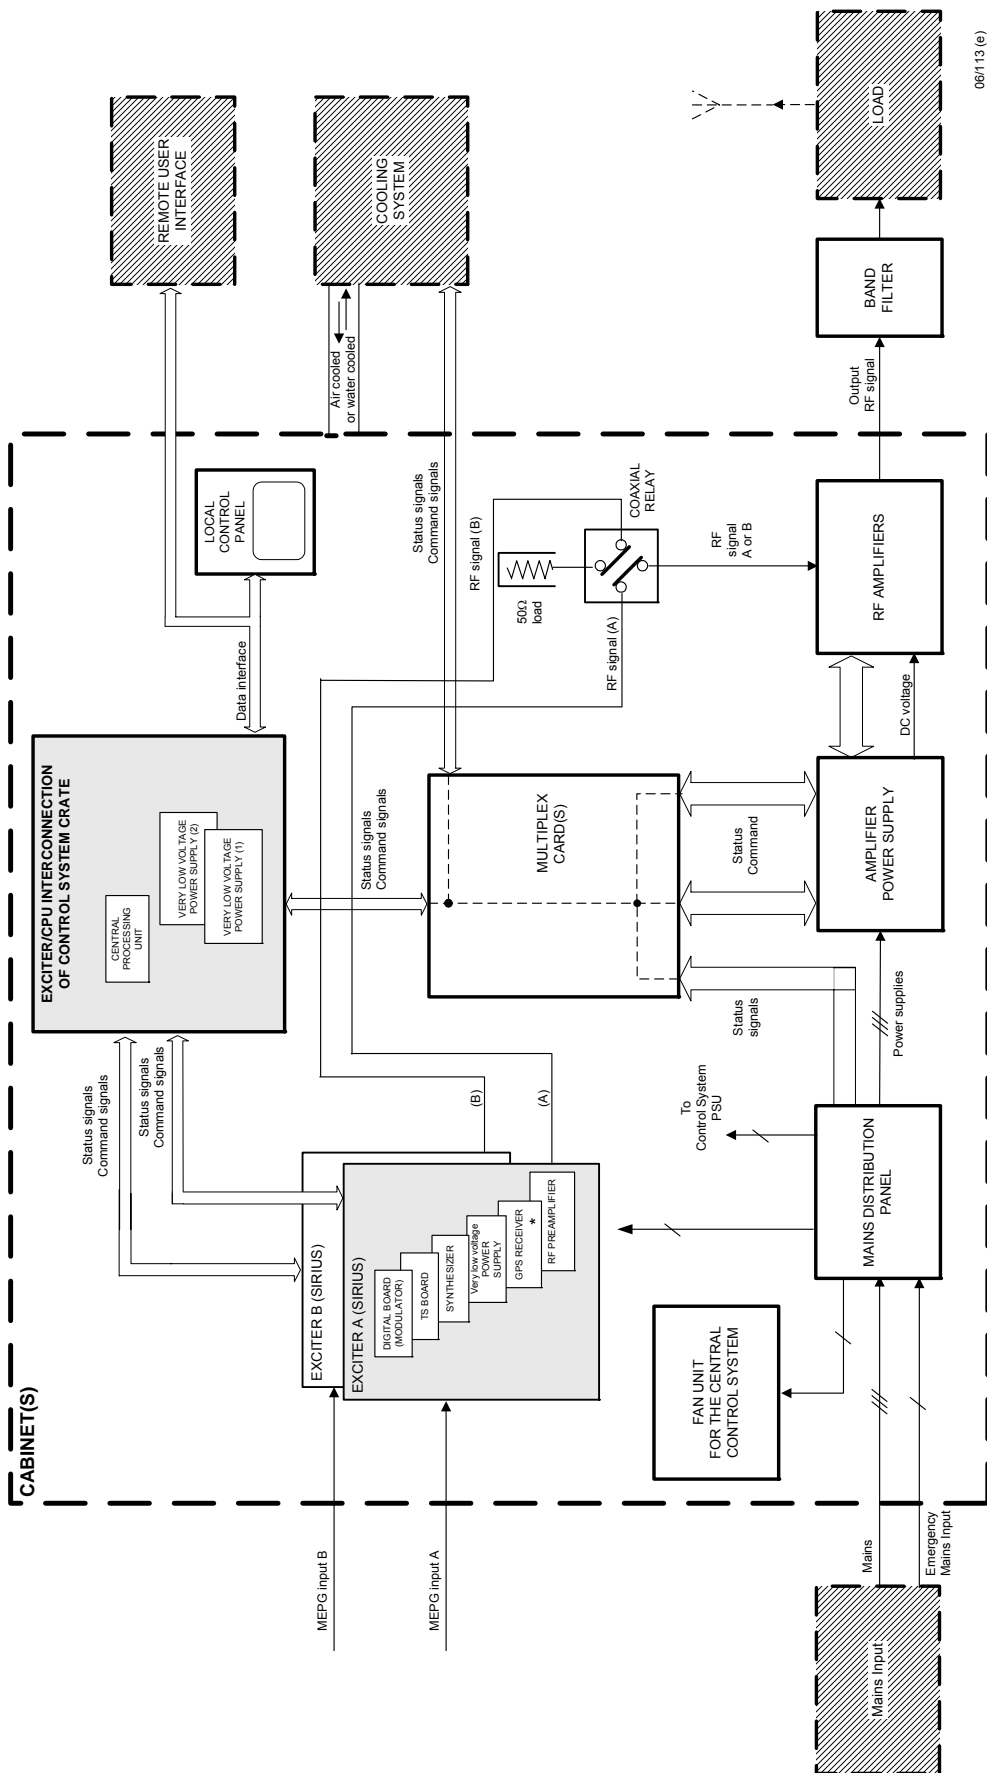 CABINET(S)
MEPG input B
MEPG input A
EXCITER B (SIRIUS)
EXCITER A (SIRIUS)
DIGITAL BOARD
(MODULATOR)
TS BOARD
SYNTHESIZER
Very low voltage
POWER
SUPPLY
GPS RECEIVER
*
RF PREAMPLIFIER
Status signals
Command signals
Status signals
Command signals
(B)
(A)
EXCITER/CPU INTERCONNECTION
OF CONTROL SYSTEM CRATE
CENTRAL
PROCESSING
UNIT
VERY LOW VOLTAGE
POWER SUPPLY (2)
VERY LOW VOLTAGE
POWER SUPPLY (1)
Data interface
LOCAL
CONTROL
PANEL
REMOTE USER
INTERFACE
Air cooled
or water cooled
COOLING
SYSTEM
Status signals
Command signals
Status signals
Command signals
MULTIPLEX
CARD(S)
RF signal (B)
RF signal (A)
50Ω
load
COAXIAL
RELAY
RF
signal
A or B
Status
signals
Status
Command
Mains Input
Mains
Emergency
Mains Input
FAN UNIT
FOR THE CENTRAL
CONTROL SYSTEM
MAINS DISTRIBUTION
PANEL
To
Control System
PSU
Power supplies
AMPLIFIER
POWER SUPPLY
DC voltage
RF AMPLIFIERS
Output
RF signal
BAND
FILTER
LOAD
06/113 (e)